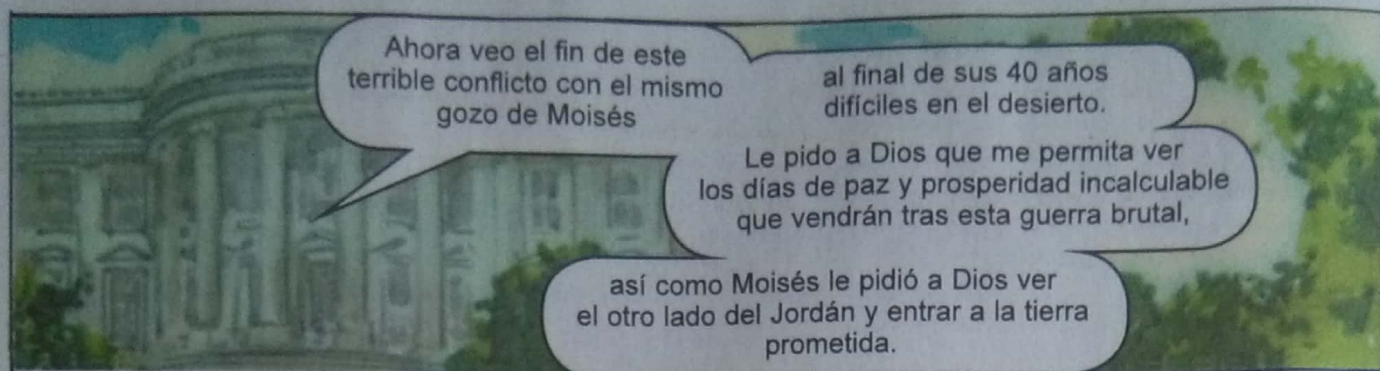 Ahora veo el fin de este
terrible conflicto con el mismo
gozo de Moisés
al final de sus 40 años
difíciles en el desierto.
Le pido a Dios que me permita ver
los días de paz y prosperidad incalculable
que vendrán tras esta guerra brutal,
así como Moisés le pidió a Dios ver
el otro lado del Jordán y entrar a la tierra
prometida.